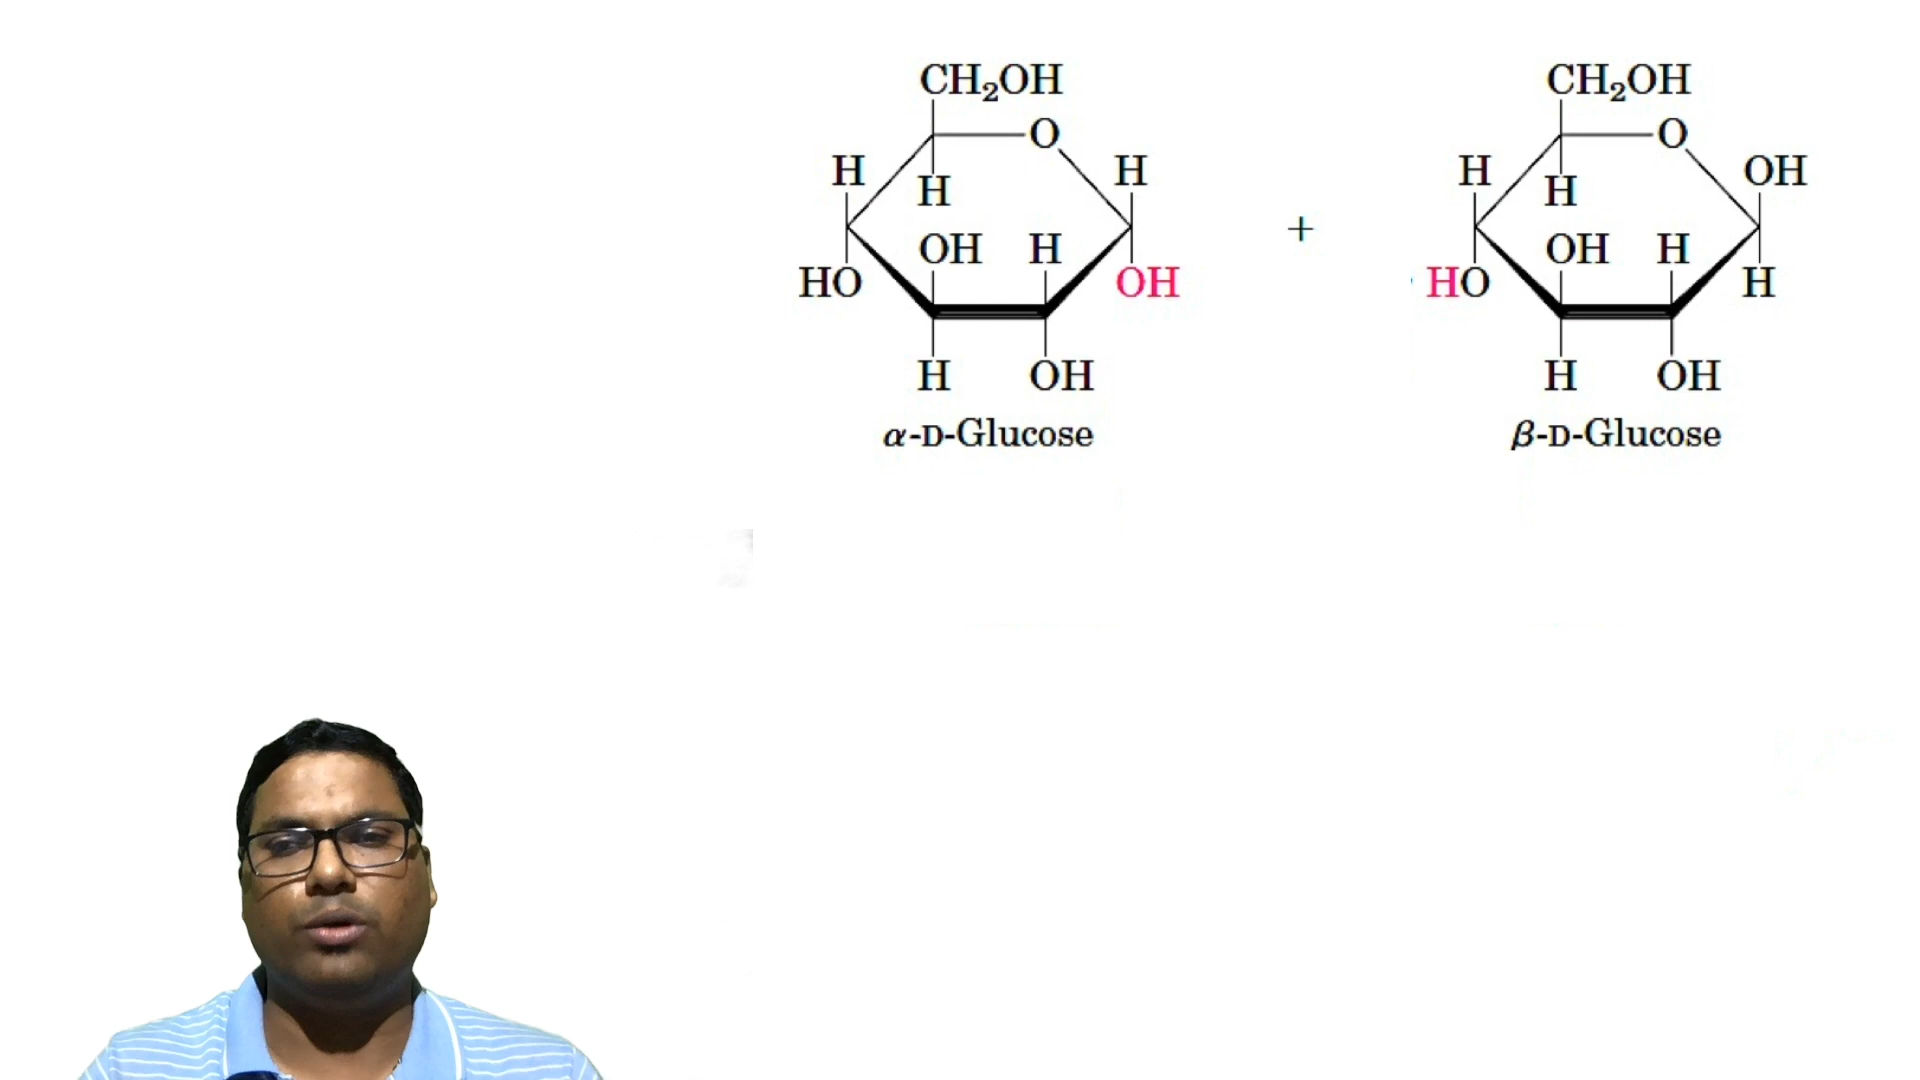 CH₂OH CH₂OH
O O
H H H H OH
OH H + OH H
HO OH HO H
H OH H OH
α-D-Glucose β-D-Glucose